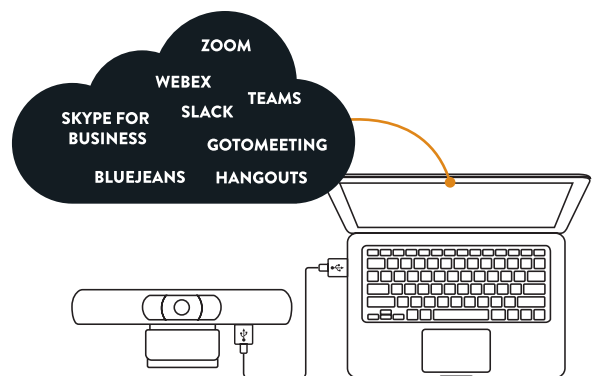 ZOOM
WEBEX
TEAMS
SLACK
SKYPE FOR
BUSINESS
GOTOMEETING
BLUEJEANS
HANGOUTS